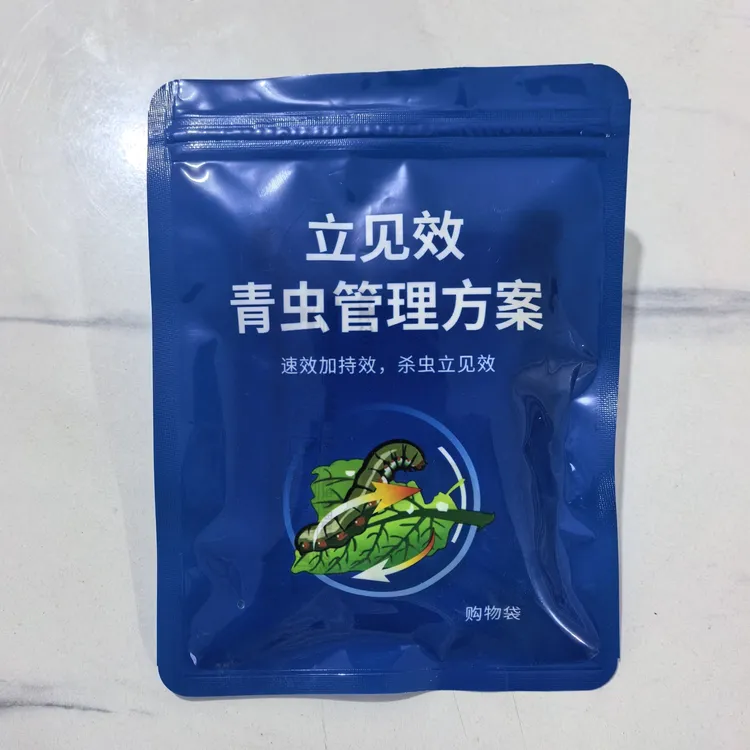 立见效
青虫管理方案
速效加持效，杀虫立见效
购物袋